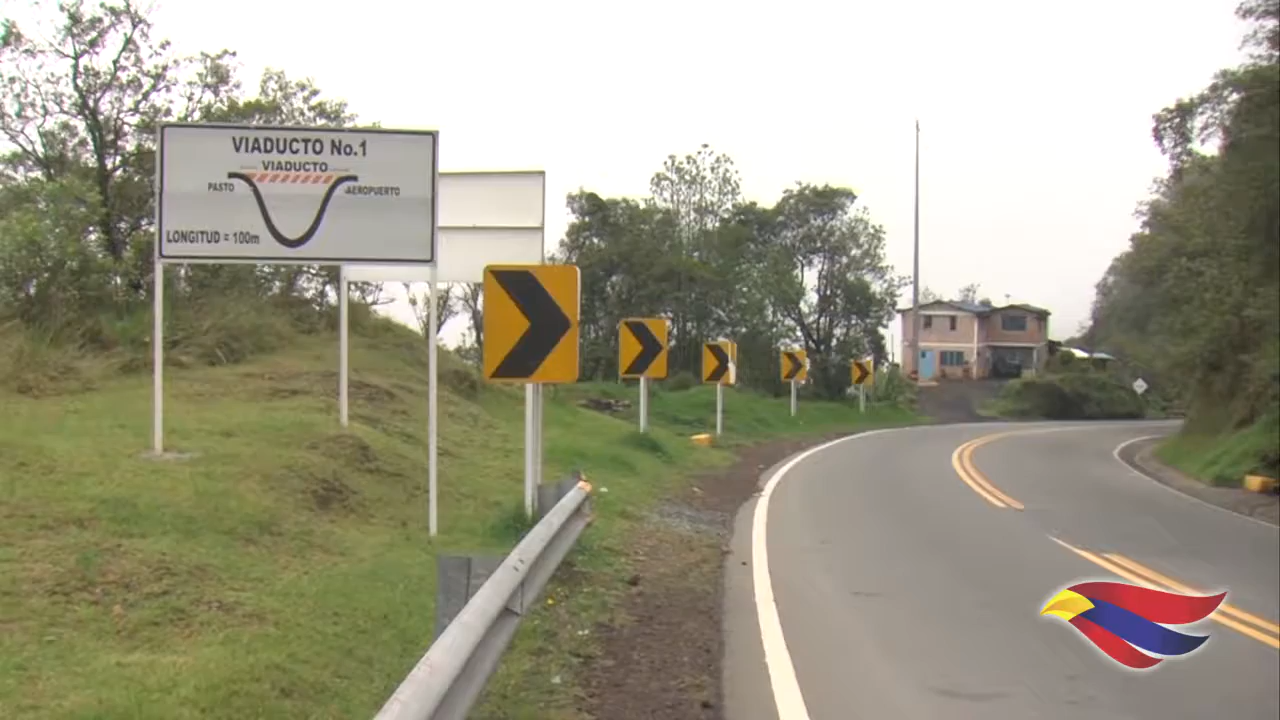 VIADUCTO No.1
VIADUCTO
PASTO
AEROPUERTO
LONGITUD = 100m